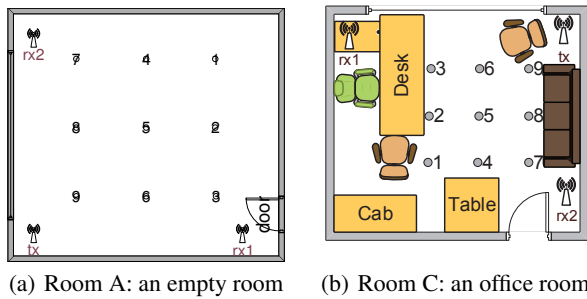 rx2
7 4 1
8 5 2
9 6 3
door
tx
rx1
(a) Room A: an empty room
rx1
Desk
tx
3 6 9
2 5 8
1 4 7
Cab
Table
rx2
(b) Room C: an office room